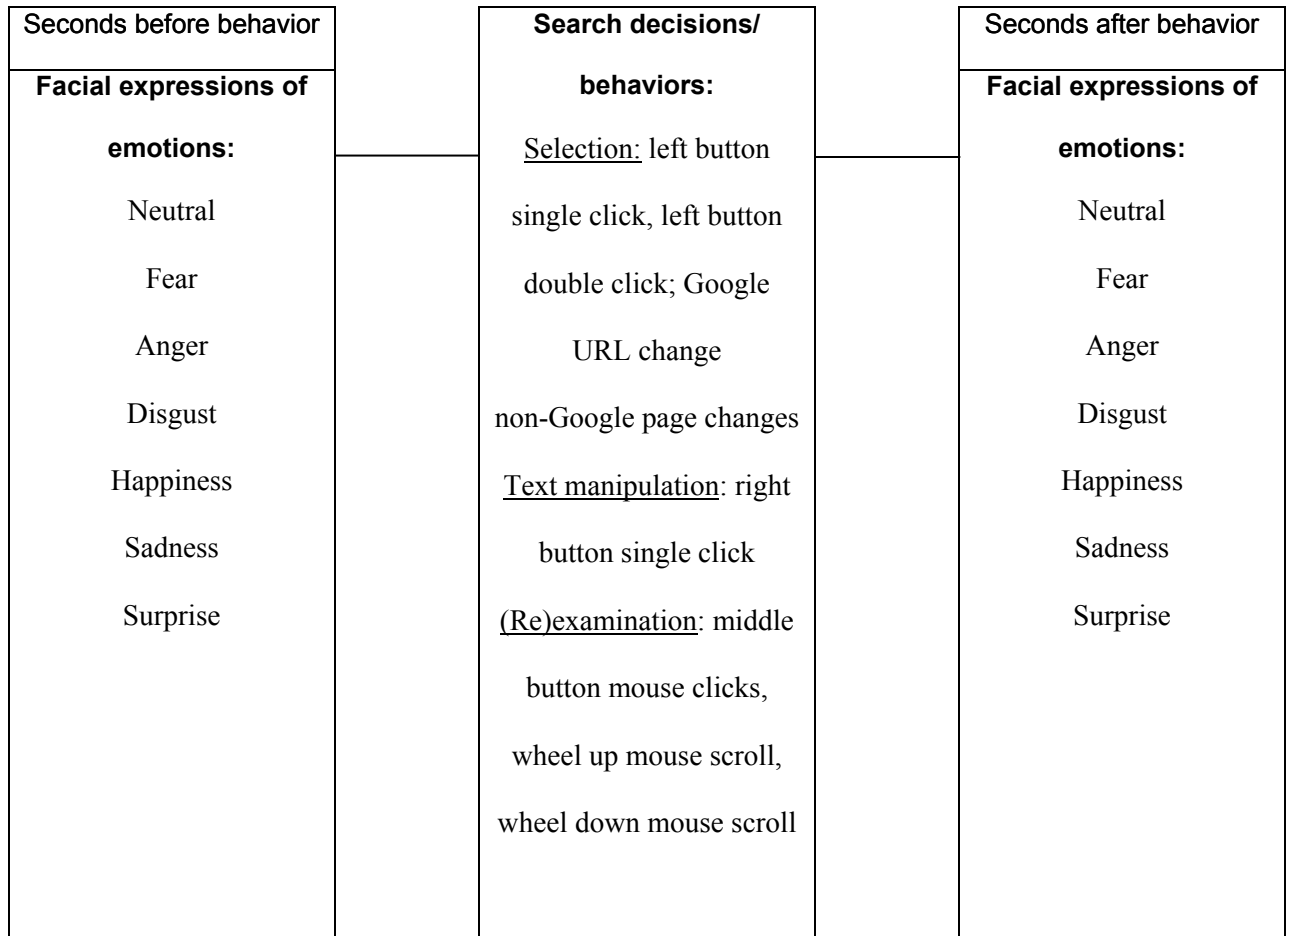 Seconds before behavior
Facial expressions of
emotions:
Neutral
Fear
Anger
Disgust
Happiness
Sadness
Surprise
Search decisions/
behaviors:
Selection: left button
single click, left button
double click; Google
URL change
non-Google page changes
Text manipulation: right
button single click
(Re)examination: middle
button mouse clicks,
wheel up mouse scroll,
wheel down mouse scroll
Seconds after behavior
Facial expressions of
emotions:
Neutral
Fear
Anger
Disgust
Happiness
Sadness
Surprise